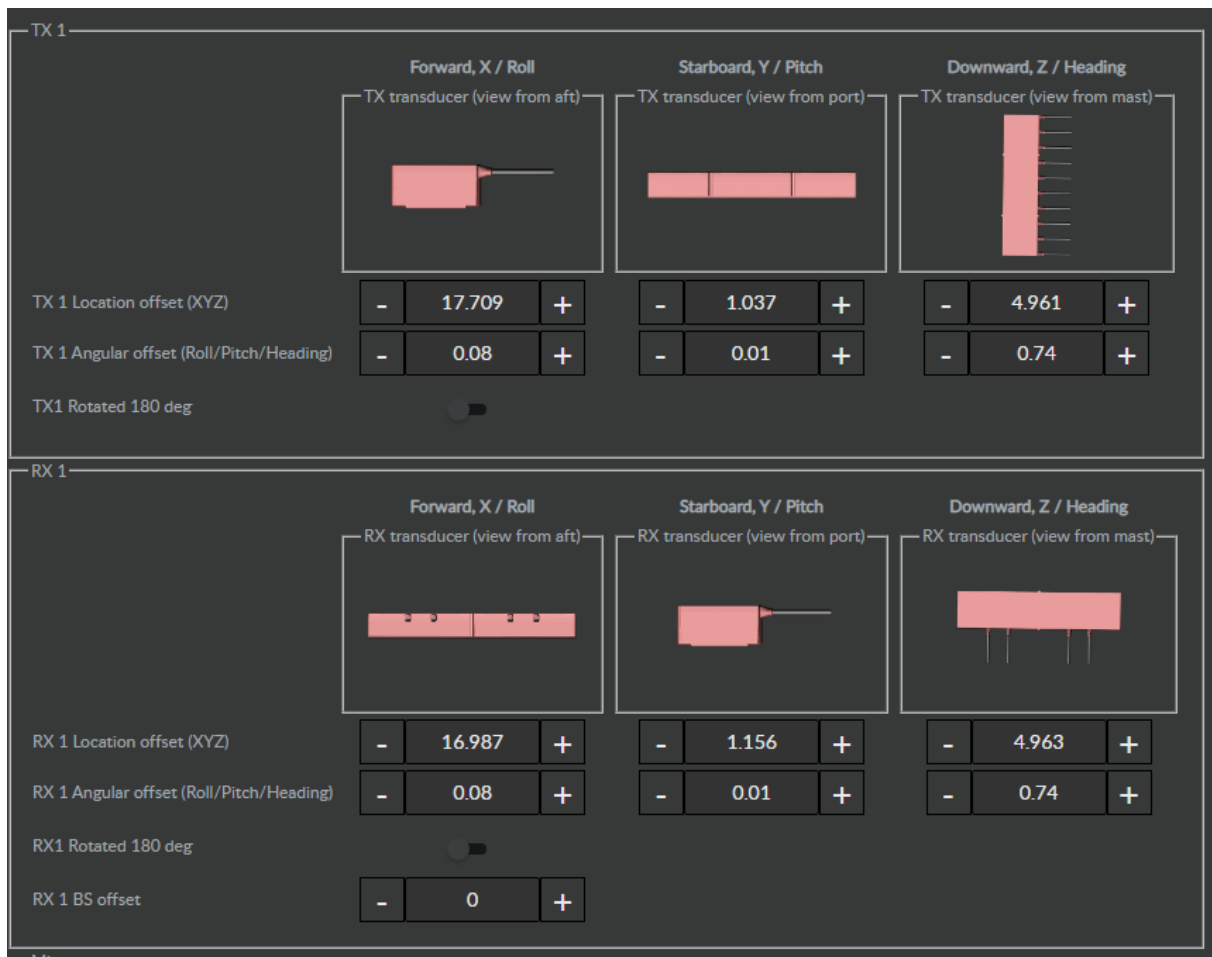 TX 1
Forward, X / Roll Starboard, Y / Pitch Downward, Z / Heading
TX transducer (view from aft) TX transducer (view from port) TX transducer (view from mast)
TX 1 Location offset (XYZ) - 17.709 + - 1.037 + - 4.961 +
TX 1 Angular offset (Roll/Pitch/Heading) - 0.08 + - 0.01 + - 0.74 +
TX1 Rotated 180 deg
RX 1
Forward, X / Roll Starboard, Y / Pitch Downward, Z / Heading
RX transducer (view from aft) RX transducer (view from port) RX transducer (view from mast)
RX 1 Location offset (XYZ) - 16.987 + - 1.156 + - 4.963 +
RX 1 Angular offset (Roll/Pitch/Heading) - 0.08 + - 0.01 + - 0.74 +
RX1 Rotated 180 deg
RX 1 BS offset - 0 +